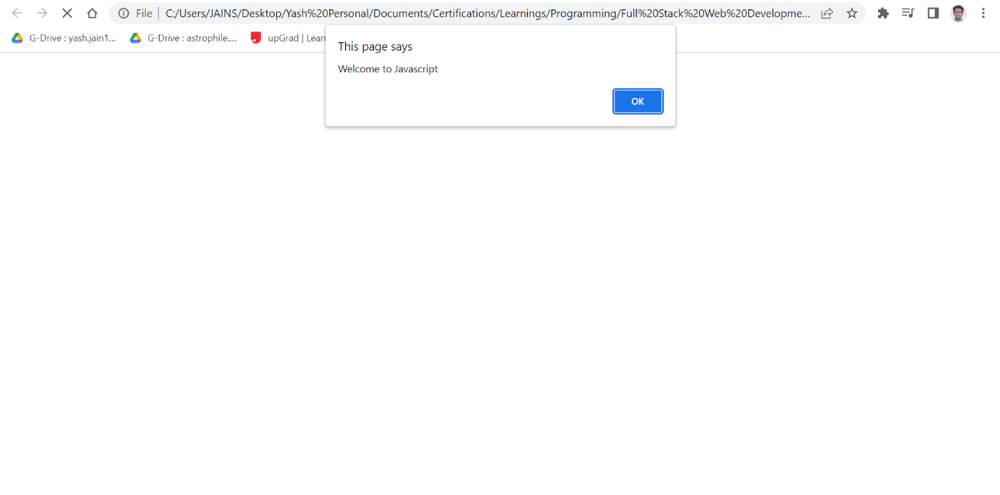 File | C:/Users/JAINS/Desktop/Yash%20Personal/Documents/Certifications/Learnings/Programming/Full%20Stack%20Web%20Developme...
G-Drive : yash.jain1... G-Drive : astrophile.... upGrad | Learn
This page says
Welcome to Javascript
OK